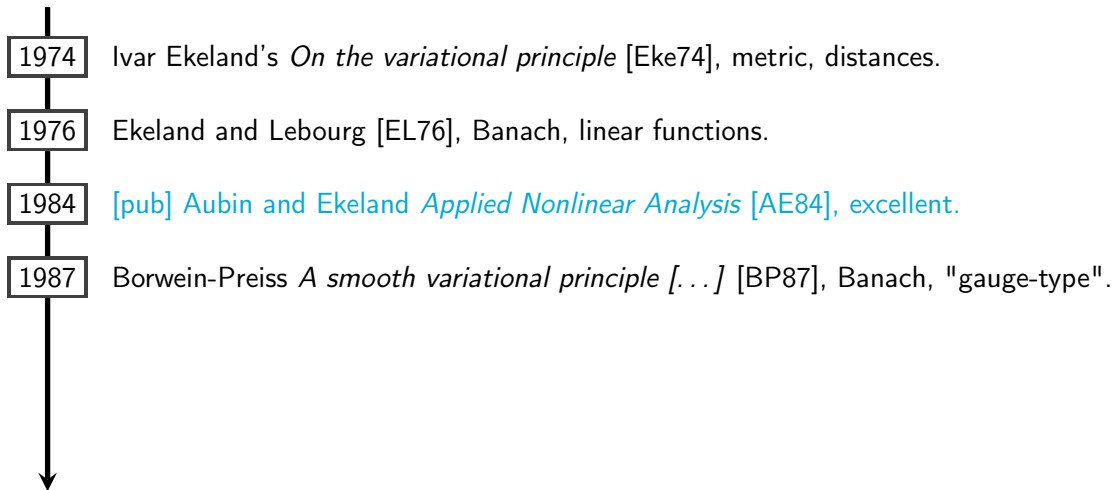 1974 Ivar Ekeland's On the variational principle [Eke74], metric, distances.
1976 Ekeland and Lebourg [EL76], Banach, linear functions.
1984 [pub] Aubin and Ekeland Applied Nonlinear Analysis [AE84], excellent.
1987 Borwein-Preiss A smooth variational principle [...] [BP87], Banach, "gauge-type".